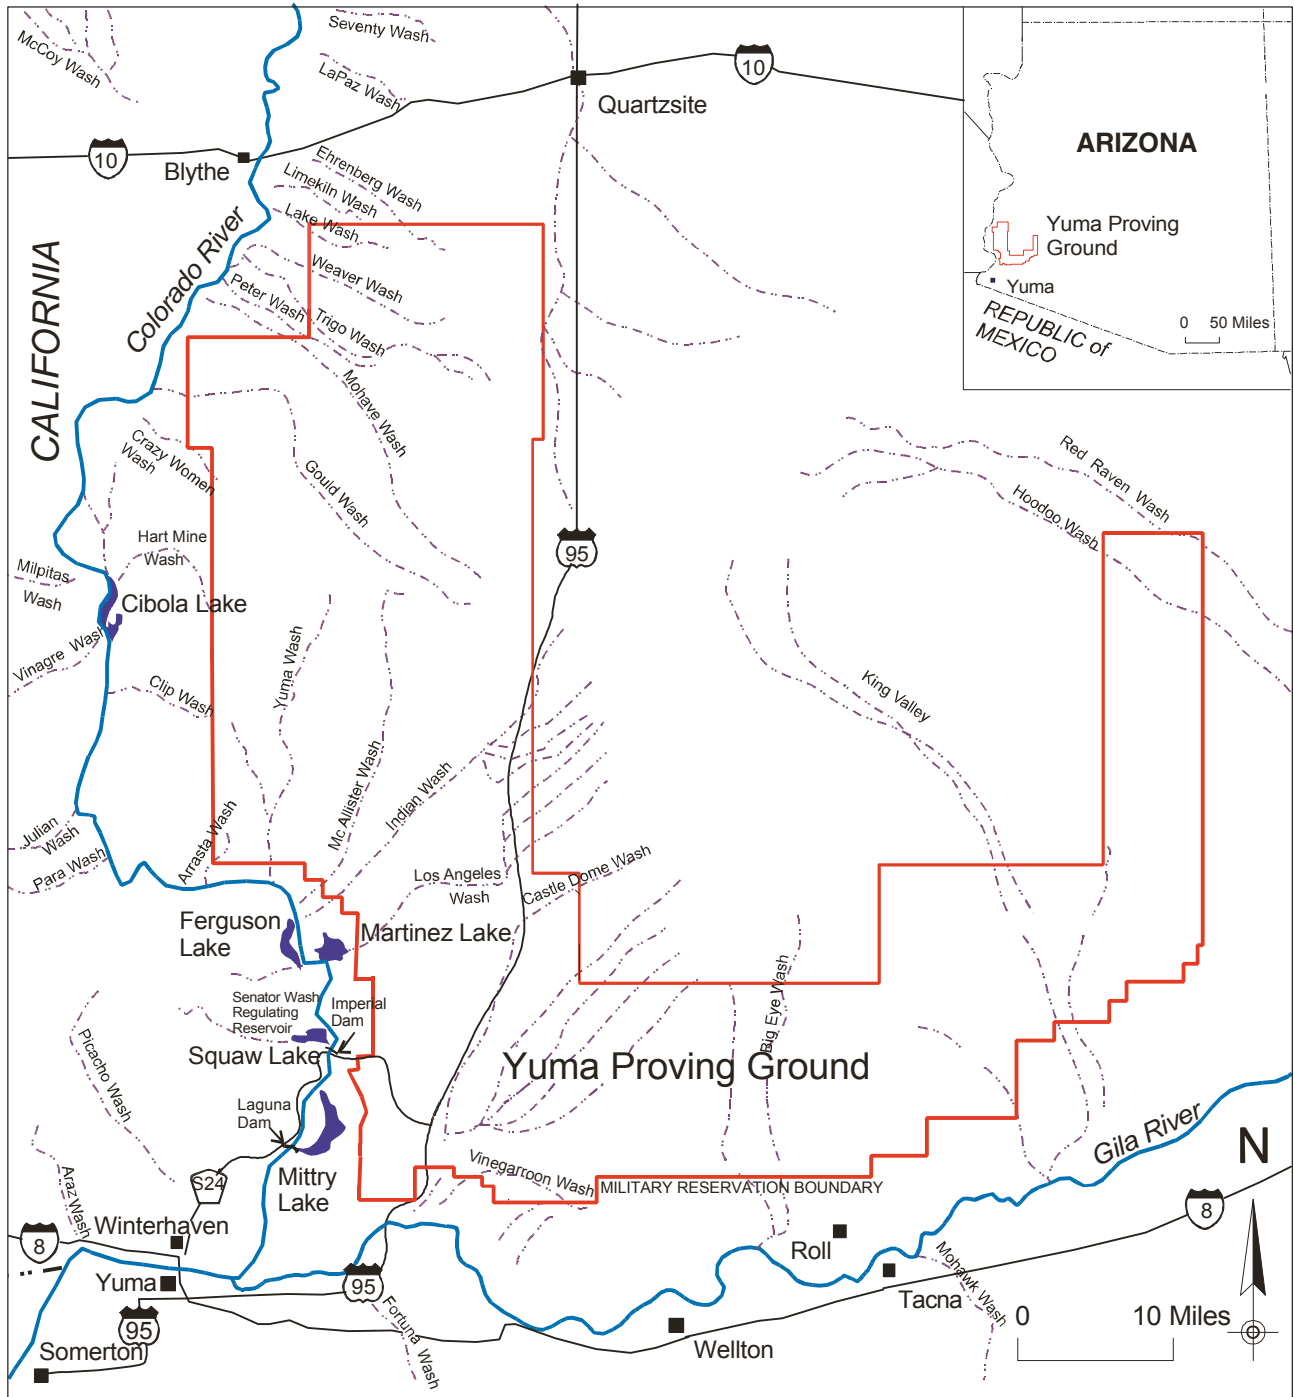 McCoy Wash
Seventy Wash
LaPaz Wash
10
Quartzsite
10
Blythe
Ehrenberg Wash
Limekiln Wash
Lake Wash
Weaver Wash
Peter Wash
Trigo Wash
Mohave Wash
Colorado River
CALIFORNIA
ARIZONA
Yuma Proving
Ground
Yuma
0 50 Miles
REPUBLIC of
MEXICO
Crazy Women
Wash
Gould Wash
Red Raven Wash
Hoodoo Wash
Hart Mine
Wash
95
Milpitas
Wash
Cibola Lake
Vinagre Wash
Clip Wash
Yuma Wash
King Valley
Mc Allister Wash
Indian Wash
Julian
Wash
Para Wash
Arrasta Wash
Los Angeles
Wash
Castle Dome Wash
Ferguson
Lake
Martinez Lake
Senator Wash
Regulating
Reservoir
Imperial
Dam
Big Eye Wash
Picacho Wash
Squaw Lake
Yuma Proving Ground
Laguna
Dam
Gila River
N
Mittry
Lake
Vinegarroon Wash
MILITARY RESERVATION BOUNDARY
S24
Araz Wash
Winterhaven
8
8
Roll
Yuma
95
Mohawk Wash
Tacna
0 10 Miles
95
Fortuna Wash
Wellton
Somerton